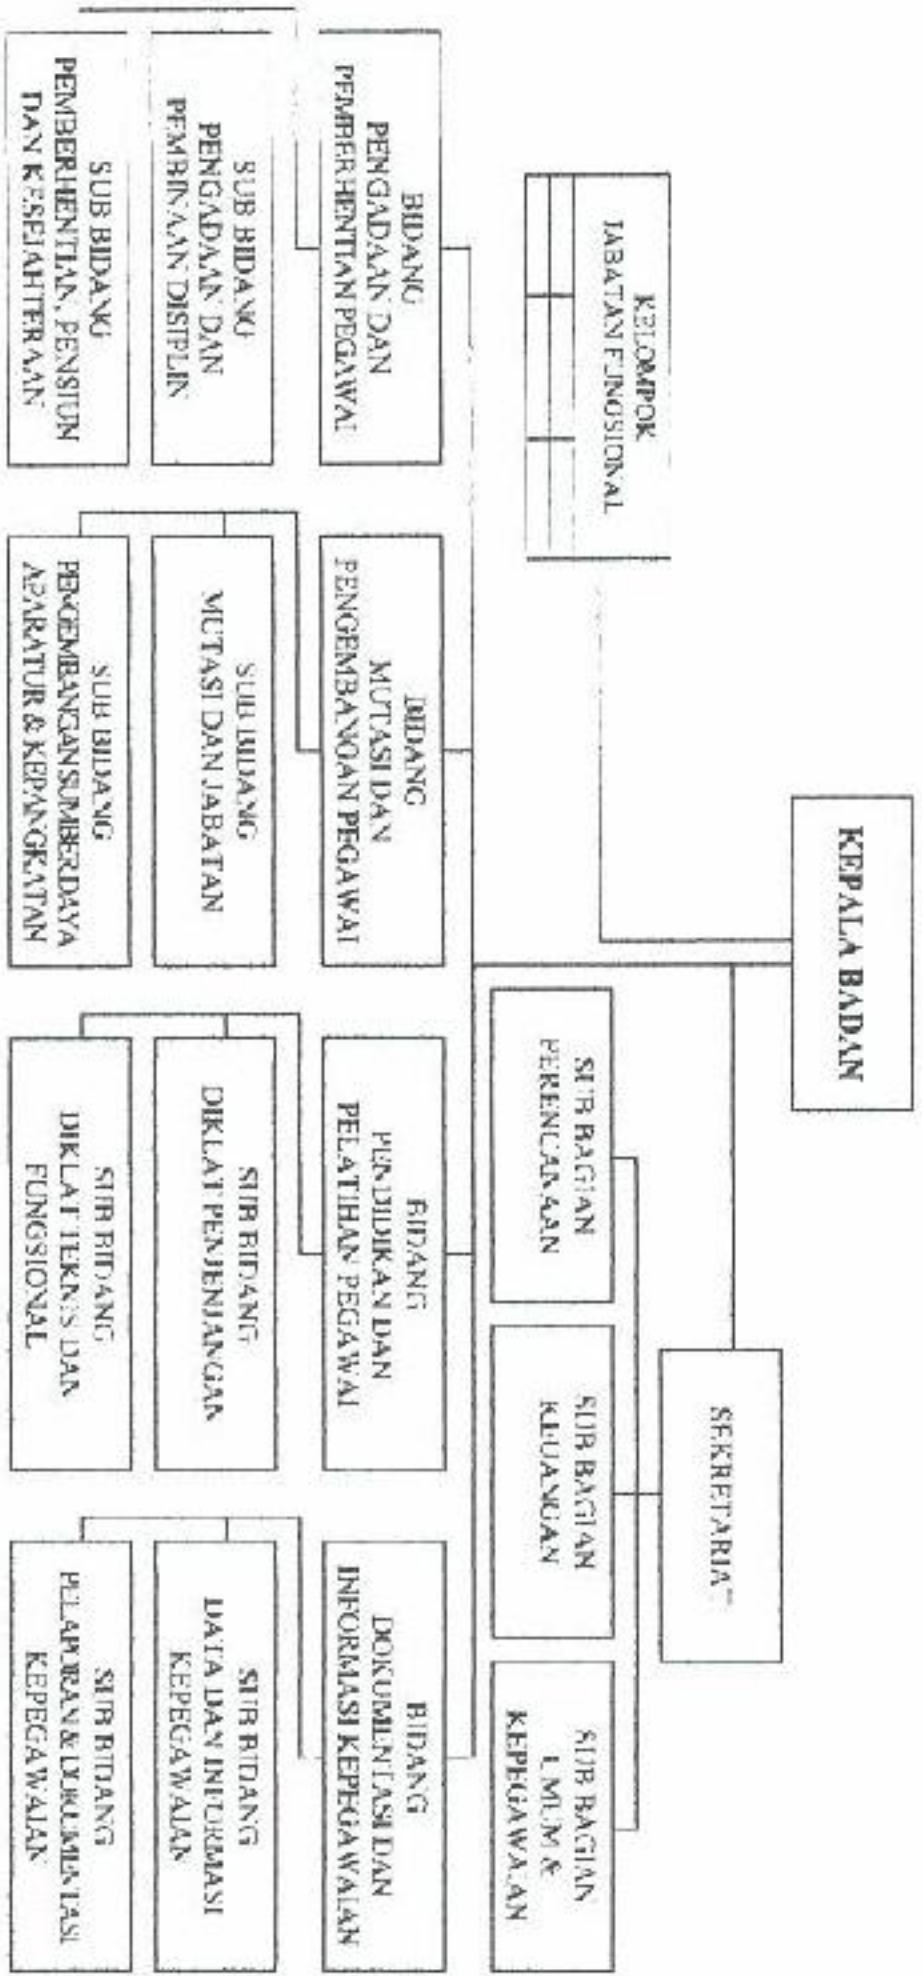 KEPALA BADAN
KELOMPOK
JABATAN FUNGSIONAL
SEKRETARIA
SUB BAGIAN
PERENCANAAN
SUB BAGIAN
KEUANGAN
SUB BAGIAN
UMUM &
KEPEGAWAIAN
BIDANG
PENGADAAN DAN
PEMBERHENTIAN PEGAWAI
BIDANG
MUTASI DAN
PENGEMBANGAN PEGAWAI
BIDANG
PENDIDIKAN DAN
PELATIHAN PEGAWAI
BIDANG
DOKUMENTASI DAN
INFORMASI KEPEGAWAIAN
SUB BIDANG
PENGADAAN DAN
PEMBINAAN DISIPLIN
SUB BIDANG
MUTASI DAN JABATAN
SUB BIDANG
DIKLAT PENJENJANGAN
SUB BIDANG
DATA DAN INFORMASI
KEPEGAWAIAN
SUB BIDANG
PEMBERHENTIAN, PENSIUN
DAN KESEJAHTERAAN
SUB BIDANG
PENGEMBANGAN SUMBERDAYA
APARATUR & KEPANGKATAN
SUB BIDANG
DIKLAT TEKNIS DAN
FUNGSIONAL
SUB BIDANG
PELAPORAN & DOKUMENTASI
KEPEGAWAIAN